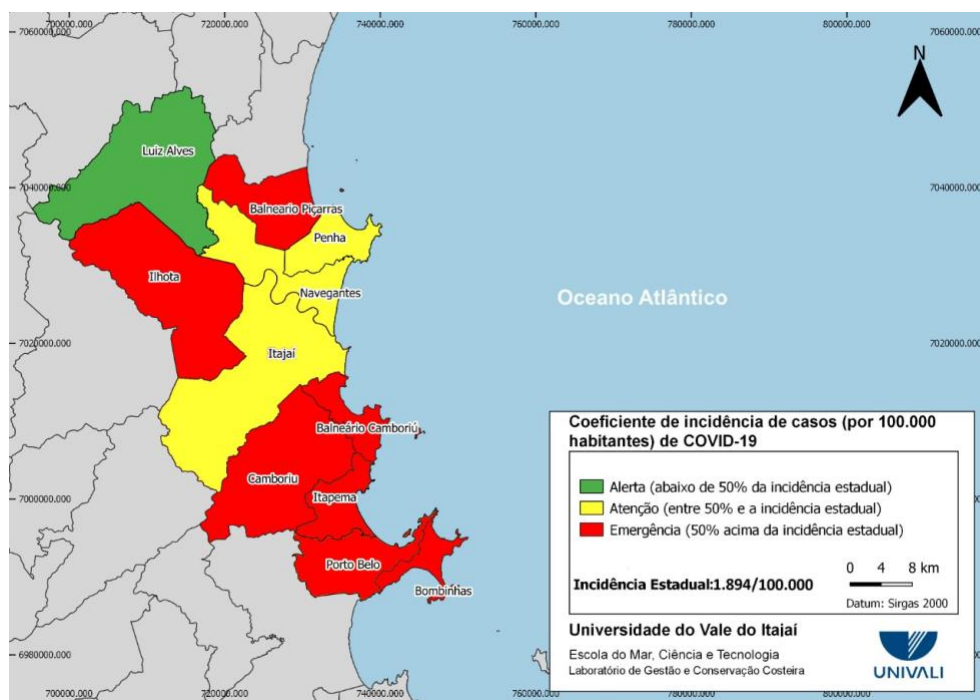 700000.000
720000.000
740000.000
760000.000
780000.000
800000.000
7060000.000
7060000.000
N
Luiz Alves
7040000.000
7040000.000
Balneario Piçarras
Penha
Ilhota
Navegantes
Oceano Atlântico
7020000.000
7020000.000
Itajaí
Balneário Camboriú
Camboriu
Itapema
7000000.000
Porto Belo
Bombinhas
6980000.000
700000.000
720000.000
740000.000
760000.000
780000.000
800000.000
Coeficiente de incidência de casos (por 100.000
habitantes) de COVID-19
Alerta (abaixo de 50% da incidência estadual)
Atenção (entre 50% e a incidência estadual)
Emergência (50% acima da incidência estadual)
Incidência Estadual:1.894/100.000
0 4 8 km
Datum: Sirgas 2000
Universidade do Vale do Itajaí
Escola do Mar, Ciência e Tecnologia
Laboratório de Gestão e Conservação Costeira
UNIVALI